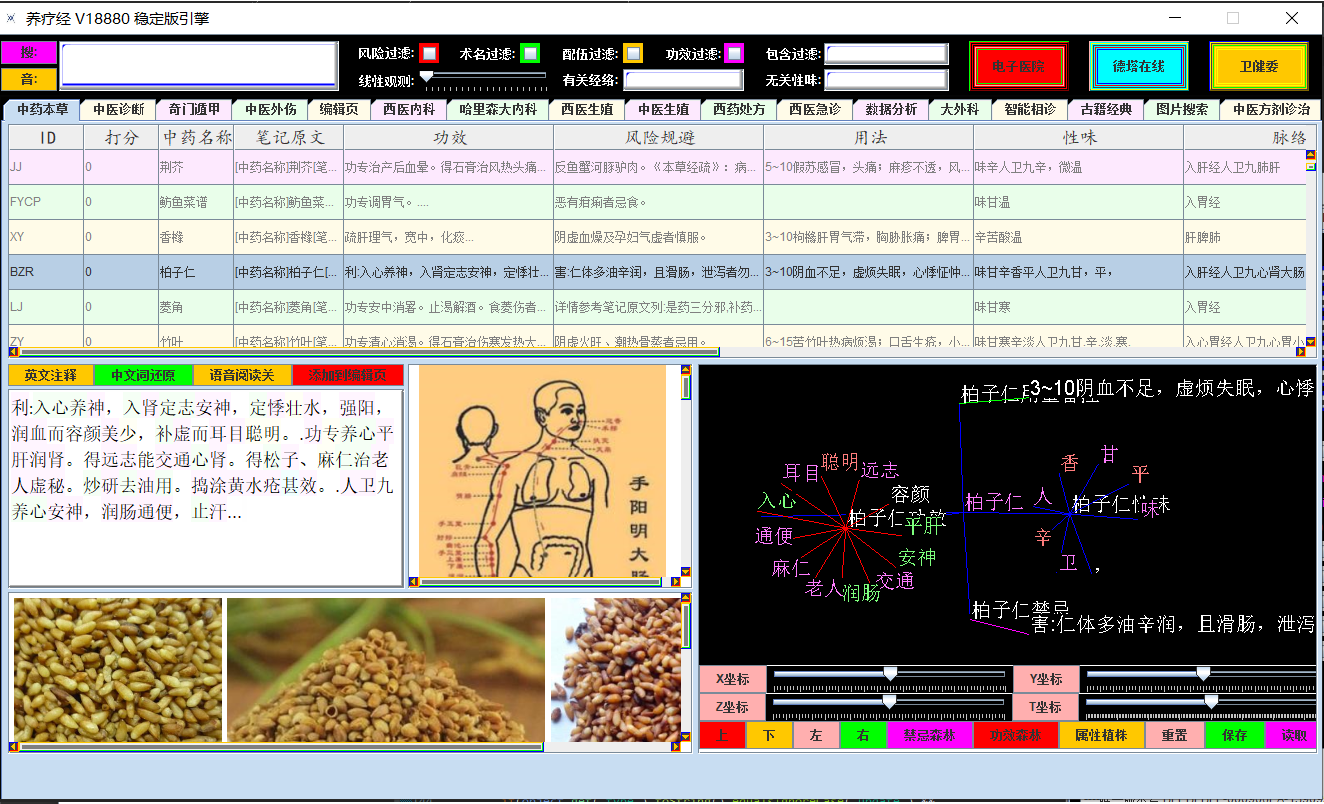 养疗经 V18880 稳定版引擎
搜: 风险过滤: 术名过滤: 配伍过滤: 功效过滤: 包含过滤: 电子医院 德塔在线 卫健委
音: 线性观测: 有关经络: 无关性味:
中药本草 中医诊断 奇门遁甲 中医外伤 编辑页 西医内科 哈里森大内科 西医生殖 中医生殖 西药处方 西医急诊 数据分析 大外科 智能相诊 古籍经典 图片搜索 中医方剂诊治
ID 打分 中药名称 笔记原文 功效 风险规避 用法 性味 脉络
JJ 0 荆芥 [中药名称]荆芥[笔... 功专治产后血晕。得石膏治风热头痛... 反鱼蟹河豚驴肉。《本草经疏》：病... 5~10假苏感冒，头痛；麻疹不透，风... 味辛人卫九辛，微温 入肝经人卫九肺肝
FYCP 0 鲂鱼菜谱 [中药名称]鲂鱼菜... 功专调胃气。.... 恶有疳痢者忌食。 味甘温 入胃经
XY 0 香橼 [中药名称]香橼[笔... 疏肝理气，宽中，化痰... 阴虚血燥及孕妇气虚者慎服。 3~10枸橼肝胃气滞，胸胁胀痛；脾胃... 辛苦酸温 肝脾肺
BZR 0 柏子仁 [中药名称]柏子仁[... 利:入心养神，入肾定志安神，定悸壮... 害:仁体多油辛润，且滑肠，泄泻者勿... 3~10阴血不足，虚烦失眠，心悸怔忡... 味甘辛香平人卫九甘，平， 入肝经人卫九心肾大肠
LJ 0 菱角 [中药名称]菱角[笔... 功专安中消暑。止渴解酒。食菱伤者... 详情参考笔记原文列:是药三分邪.补药... 味甘寒 入胃经
ZY 0 竹叶 [中药名称]竹叶[笔... 功专清心消渴。得石膏治伤寒发热大... 阴虚火旺、潮热骨蒸者忌用。 6~15苦竹叶热病烦渴；口舌生疮，小... 味甘寒辛淡人卫九甘.辛.淡.寒. 入心胃经人卫九心胃小
英文注释 中文词还原 语音阅读关 添加到编辑页
利:入心养神，入肾定志安神，定悸壮水，强阳，
润血而容颜美少，补虚而耳目聪明。.功专养心平
肝润肾。得远志能交通心肾。得松子、麻仁治老
人虚秘。炒研去油用。捣涂黄水疮甚效。.人卫九
养心安神，润肠通便，止汗...
手阳明大肠
3~10阴血不足，虚烦失眠，心悸
耳目 聪明 远志
入心 容颜
通便 平肝
麻仁 安神
老人 润肠 交通
柏子仁
香 甘 平
人 味
辛
卫 ，
柏子仁禁忌
害:仁体多油辛润，且滑肠，泄泻
X坐标 Y坐标
Z坐标 T坐标
上 下 左 右 禁忌森林 功效森林 属性植株 重置 保存 读取